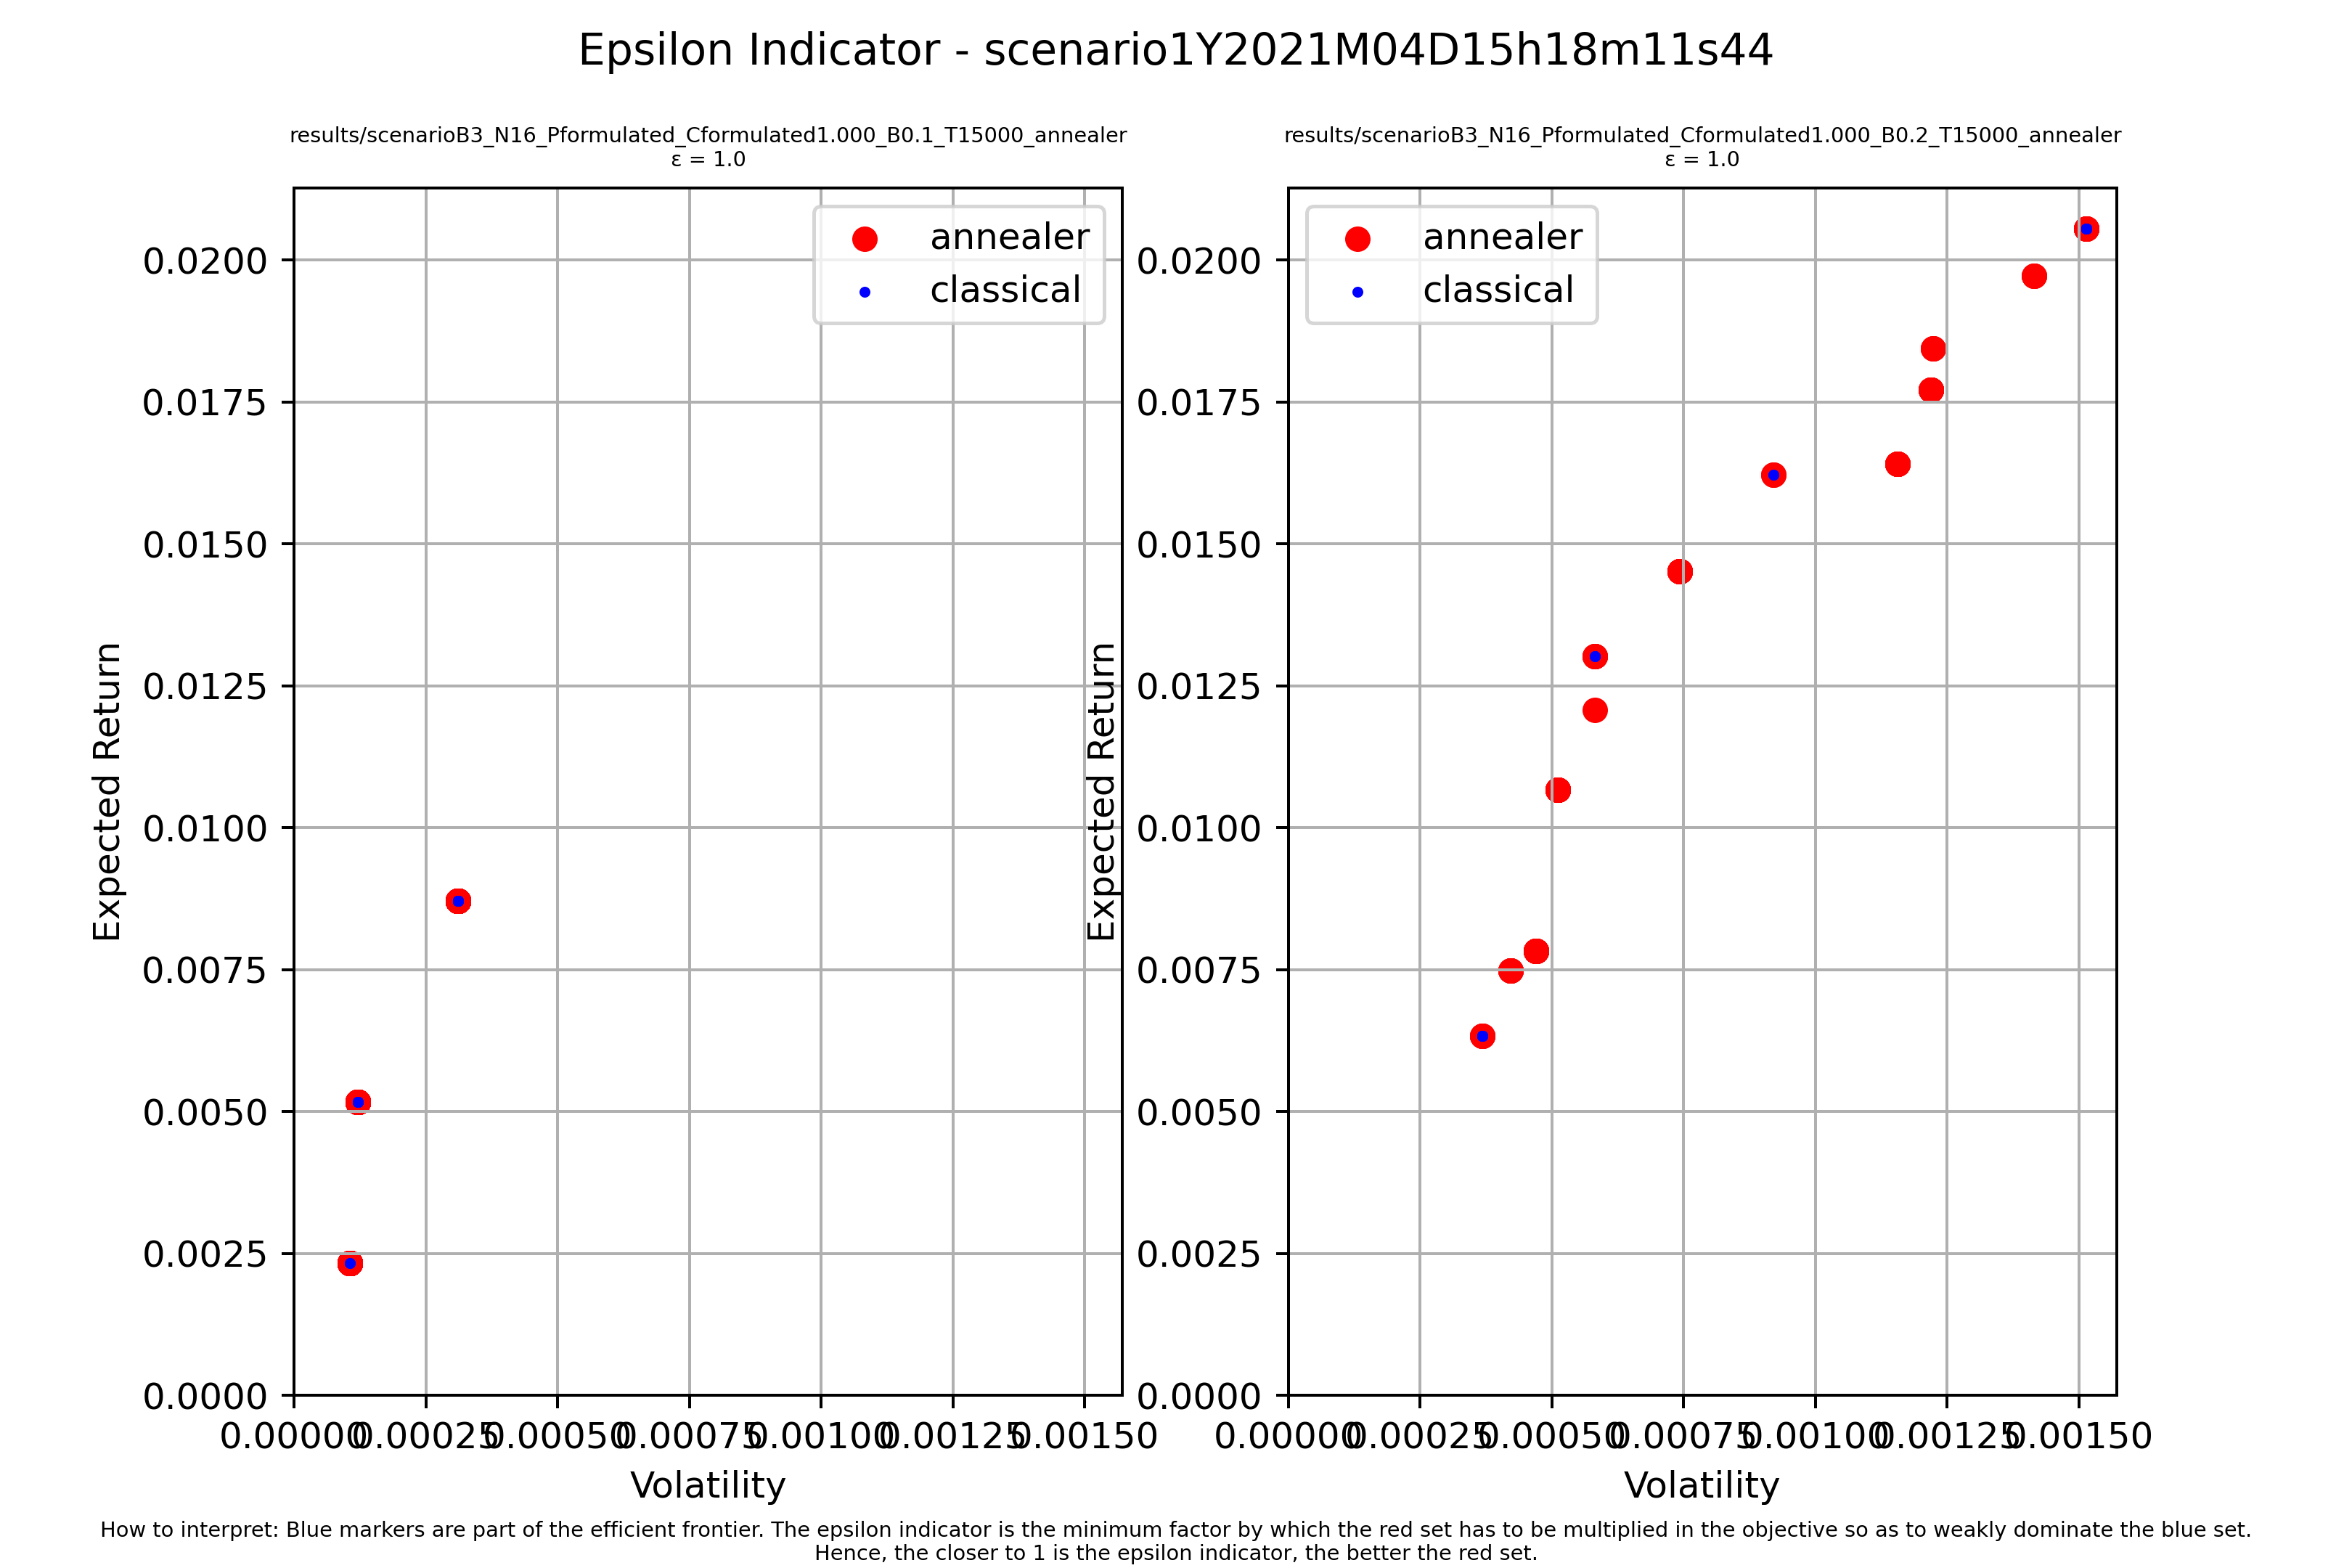 Epsilon Indicator - scenario1Y2021M04D15h18m11s44
results/scenarioB3_N16_Pformulated_Cformulated1.000_B0.1_T15000_annealer
ε = 1.0
annealer
classical
0.0200
0.0175
0.0150
0.0125
0.0100
0.0075
0.0050
0.0025
0.0000
Expected Return
0.00000 0.00025 0.00050 0.00075 0.00100 0.00125 0.00150
Volatility
results/scenarioB3_N16_Pformulated_Cformulated1.000_B0.2_T15000_annealer
ε = 1.0
annealer
classical
0.0200
0.0175
0.0150
0.0125
0.0100
0.0075
0.0050
0.0025
0.0000
Expected Return
0.00000 0.00025 0.00050 0.00075 0.00100 0.00125 0.00150
Volatility
How to interpret: Blue markers are part of the efficient frontier. The epsilon indicator is the minimum factor by which the red set has to be multiplied in the objective so as to weakly dominate the blue set.
Hence, the closer to 1 is the epsilon indicator, the better the red set.